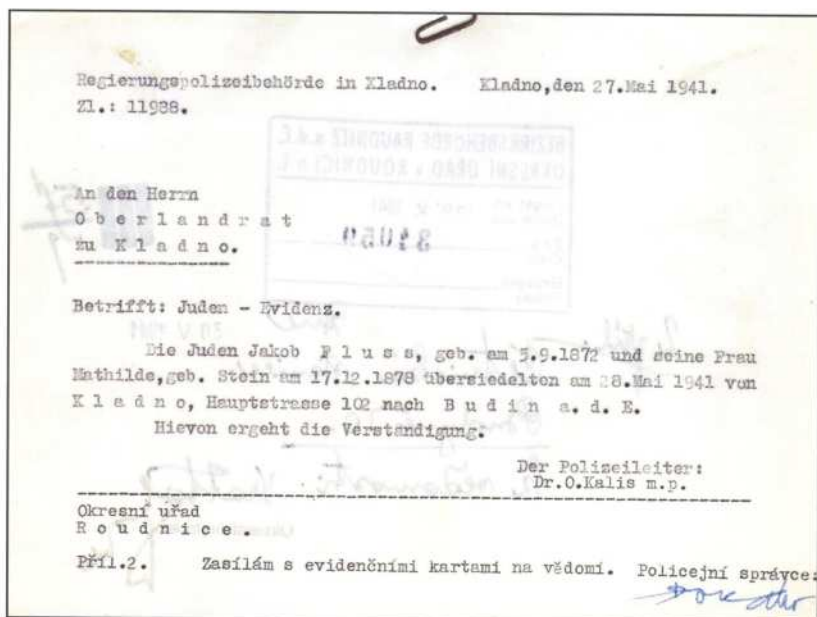 Regierungspolizeibehörde in Kladno. Kladno,den 27.Mai 1941.
Zl.: 11988.
An den Herrn
O b e r l a n d r a t
zu K l a d n o.
Betrifft: Juden - Evidenz.
Die Juden Jakob F l u s s, geb. am 5.9.1872 und seine Frau
Mathilde,geb. Stein am 17.12.1878 übersiedelton am 28.Mai 1941 von
K l a d n o, Hauptstrasse 102 nach B u d i n a. d. E.
Hievon ergeht die Verständigung.
Der Polizeileiter:
Dr.O.Kalis m.p.
Okresní úřad
R o u d n i c e .
Příl.2. Zasílám s evidenčními kartami na vědomí. Policejní správce: